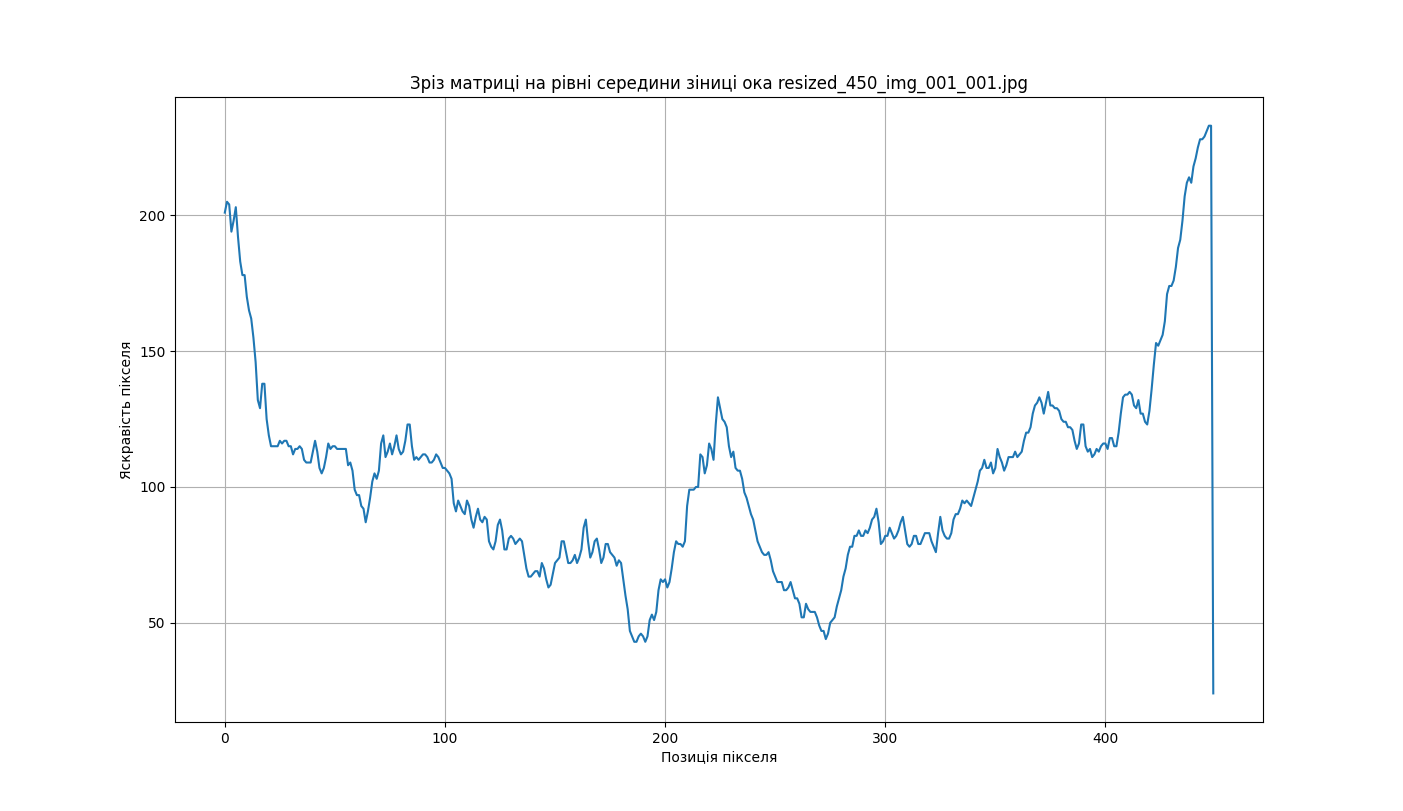 Зріз матриці на рівні середини зіниці ока resized_450_img_001_001.jpg
Яскравість пікселя
200
150
100
50
0 100 200 300 400
Позиція пікселя